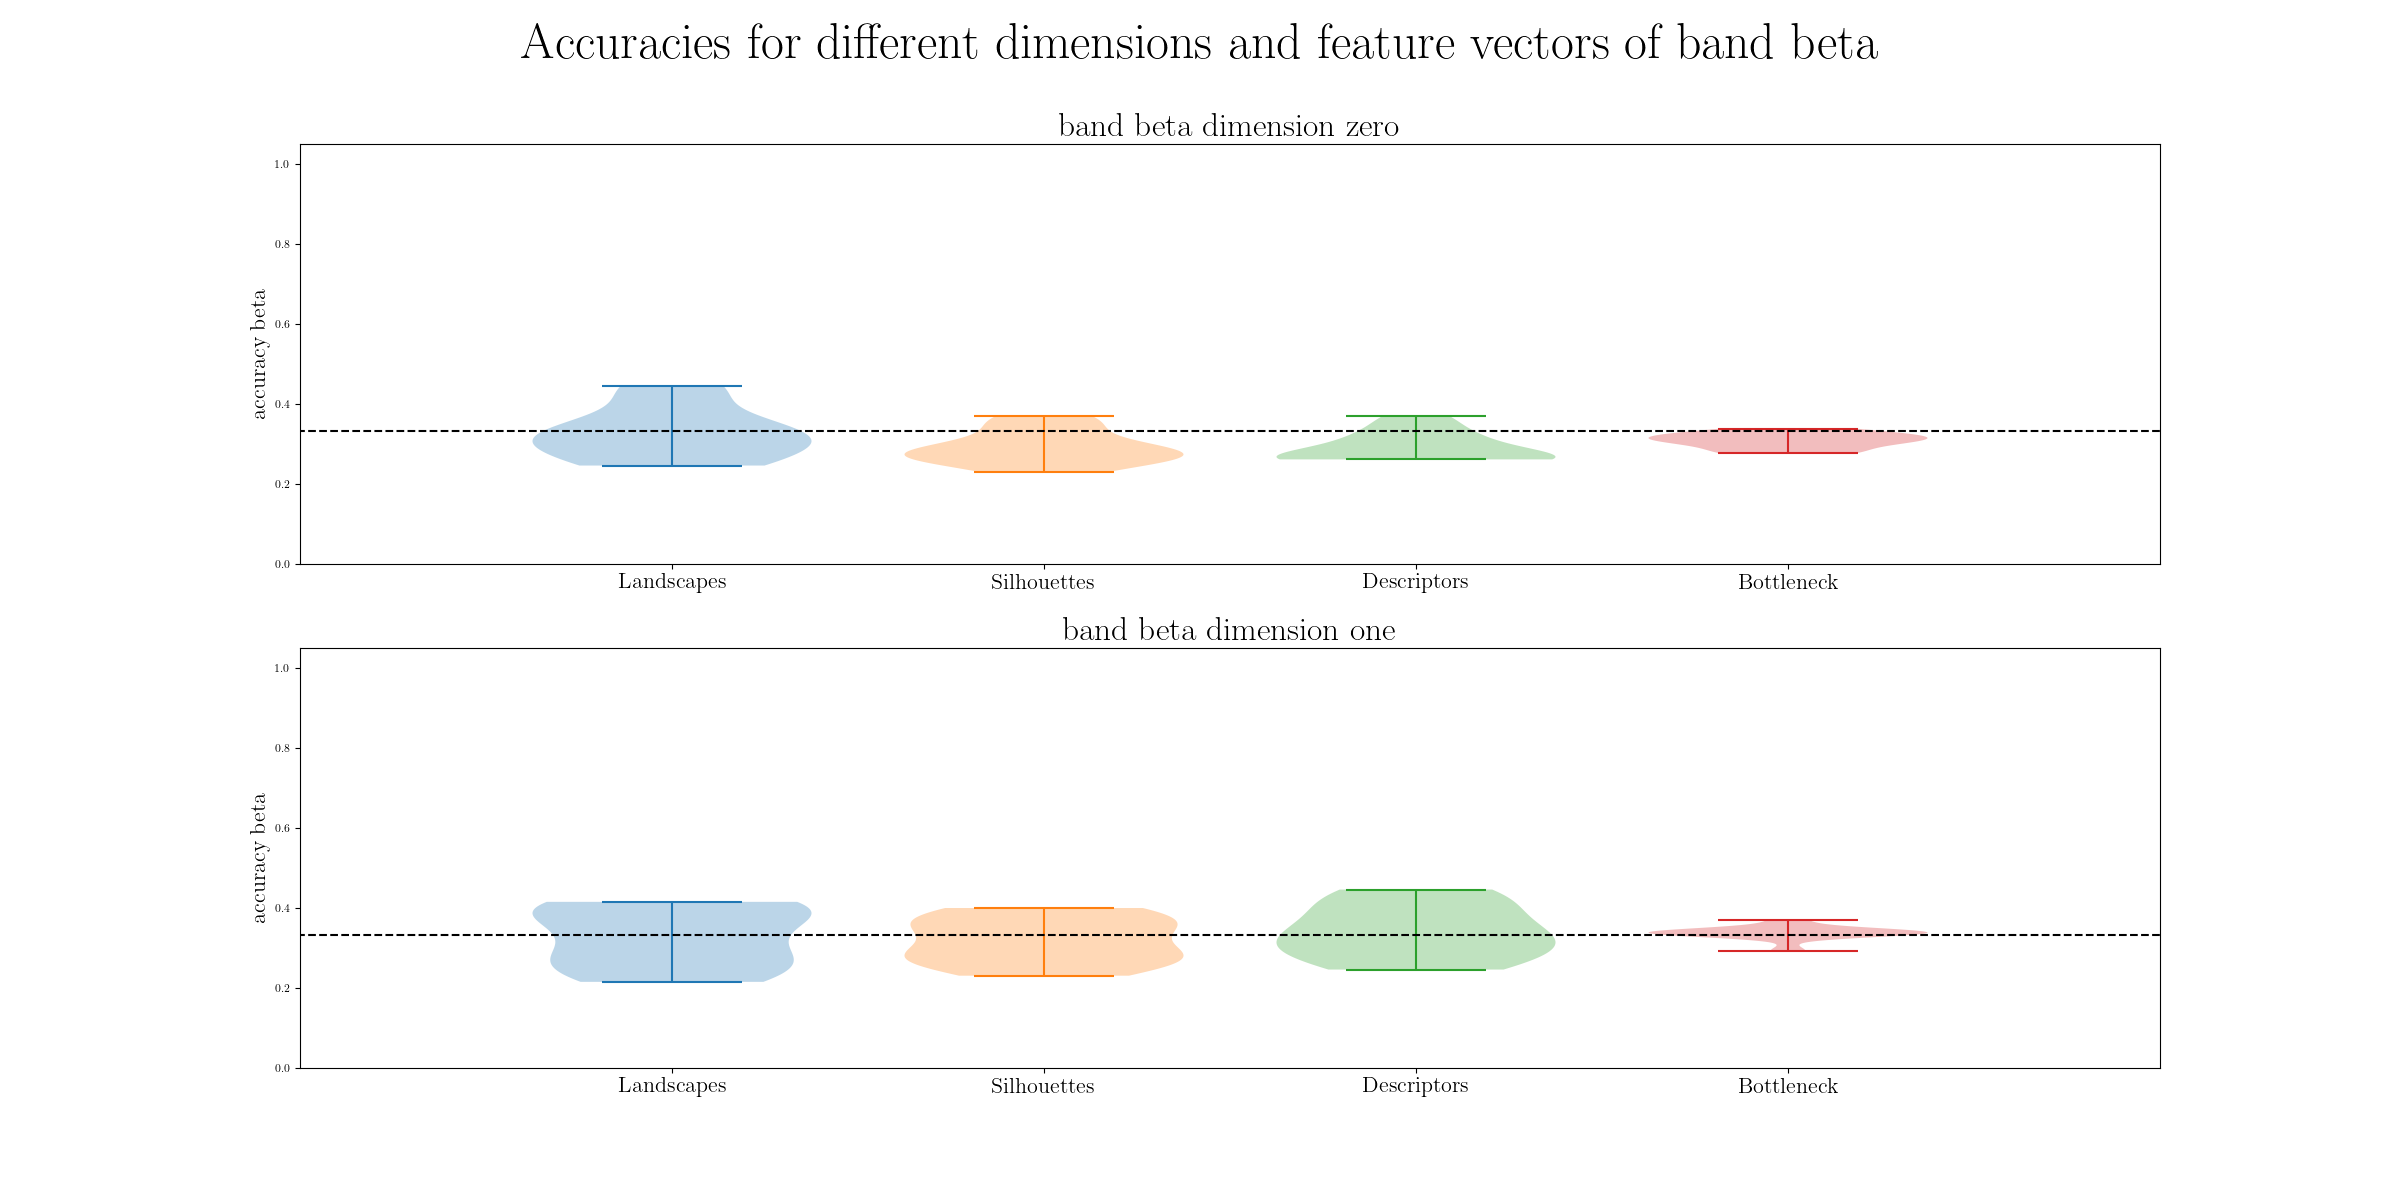 Accuracies for different dimensions and feature vectors of band beta
band beta dimension zero
1.0
0.8
0.6
0.4
0.2
0.0
accuracy beta
Landscapes Silhouettes Descriptors Bottleneck
band beta dimension one
1.0
0.8
0.6
0.4
0.2
0.0
accuracy beta
Landscapes Silhouettes Descriptors Bottleneck